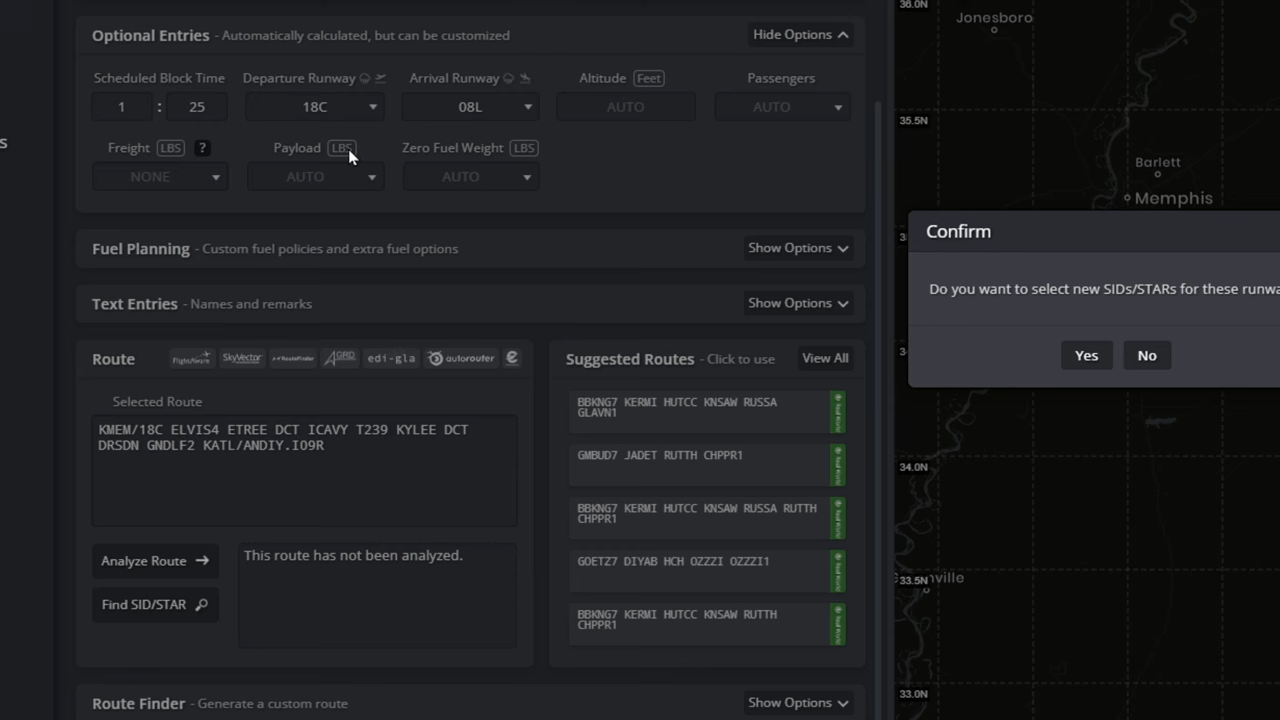 Optional Entries - Automatically calculated, but can be customized
Hide Options
Scheduled Block Time
Departure Runway
Arrival Runway
Altitude Feet
Passengers
1 : 25
18C
08L
AUTO
AUTO
Freight LBS ?
Payload LBS
Zero Fuel Weight LBS
NONE
AUTO
AUTO
Fuel Planning - Custom fuel policies and extra fuel options
Show Options
Text Entries - Names and remarks
Show Options
Route
FlightAware
SkyVector
RouteFinder
edi-gla
autorouter
Selected Route
KMEM/18C ELVIS4 ETREE DCT ICAVY T239 KYLEE DCT
DRSDN GNDLF2 KATL/ANDIY.I09R
Analyze Route
Find SID/STAR
This route has not been analyzed.
Suggested Routes - Click to use
View All
BBKNG7 KERMI HUTCC KNSAW RUSSA
GLAVN1
GMBUD7 JADET RUTTH CHPPR1
BBKNG7 KERMI HUTCC KNSAW RUSSA RUTTH
CHPPR1
GOETZ7 DIYAB HCH OZZZI OZZZI1
BBKNG7 KERMI HUTCC KNSAW RUTTH
CHPPR1
Route Finder - Generate a custom route
Show Options
36.0N
Jonesboro
35.5N
Barlett
Memphis
Confirm
Do you want to select new SIDs/STARs for these runwa
Yes
No
34.0N
33.5N
33.0N